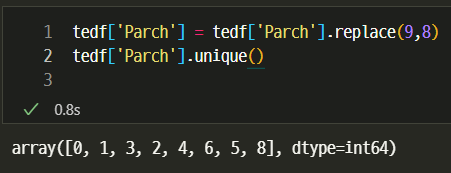 1 tedf['Parch'] = tedf['Parch'].replace(9,8)
2 tedf['Parch'].unique()
3
0.8s
array([0, 1, 3, 2, 4, 6, 5, 8], dtype=int64)